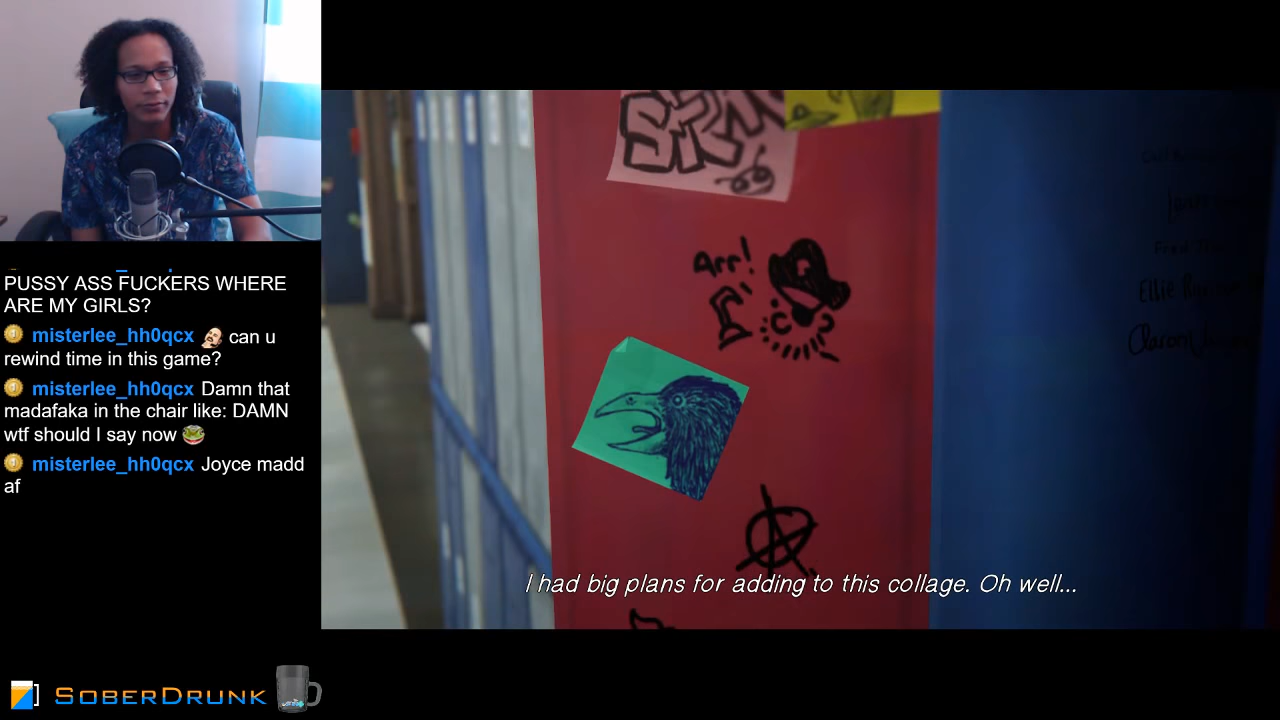 PUSSY ASS FUCKERS WHERE
ARE MY GIRLS?
misterlee_hh0qcx can u
rewind time in this game?
misterlee_hh0qcx Damn that
madafaka in the chair like: DAMN
wtf should I say now
misterlee_hh0qcx Joyce madd
af
Arr!
I had big plans for adding to this collage. Oh well...
SOBERDRUNK